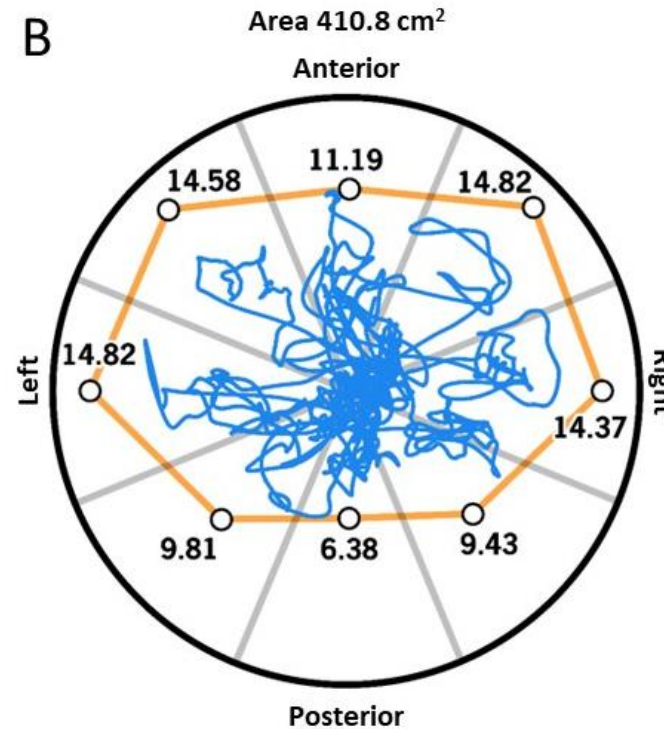 B
Area 410.8 cm²
Anterior
11.19
14.58
14.82
14.82
Left
Right
14.37
9.81
6.38
9.43
Posterior